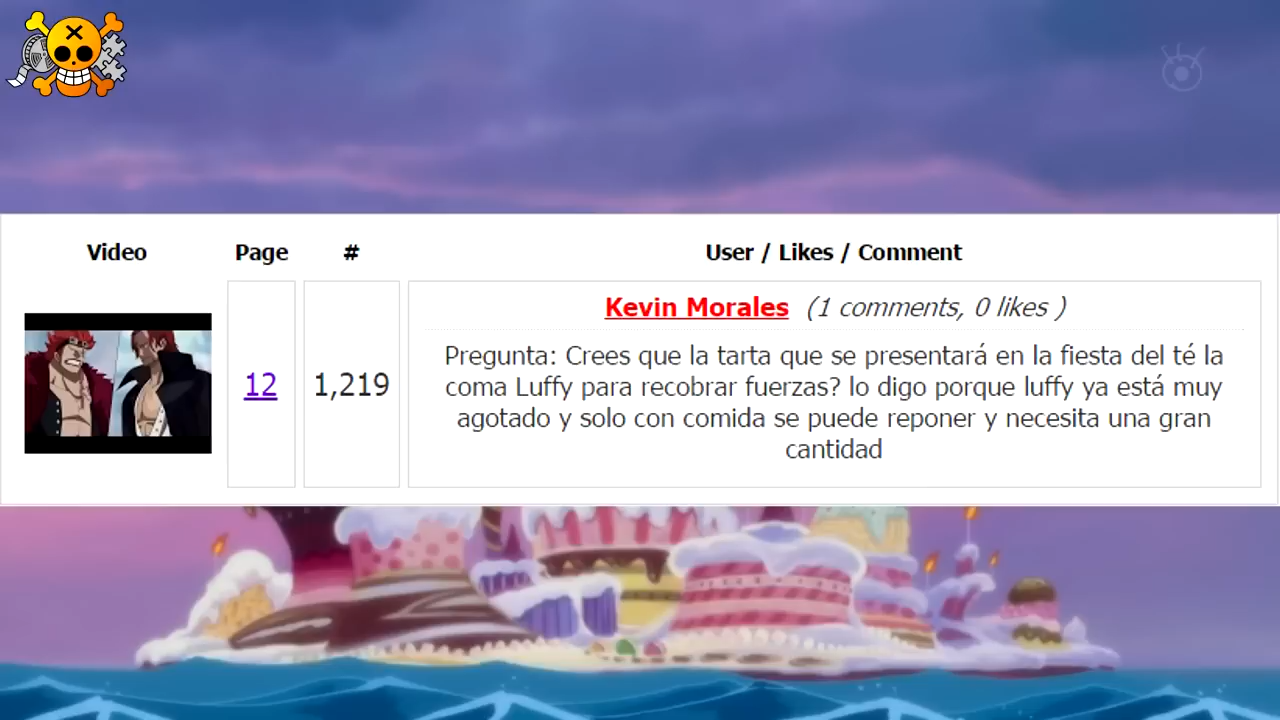 Video Page # User / Likes / Comment
Kevin Morales (1 comments, 0 likes )
12 1,219
Pregunta: Crees que la tarta que se presentará en la fiesta del té la
coma Luffy para recobrar fuerzas? lo digo porque luffy ya está muy
agotado y solo con comida se puede reponer y necesita una gran
cantidad